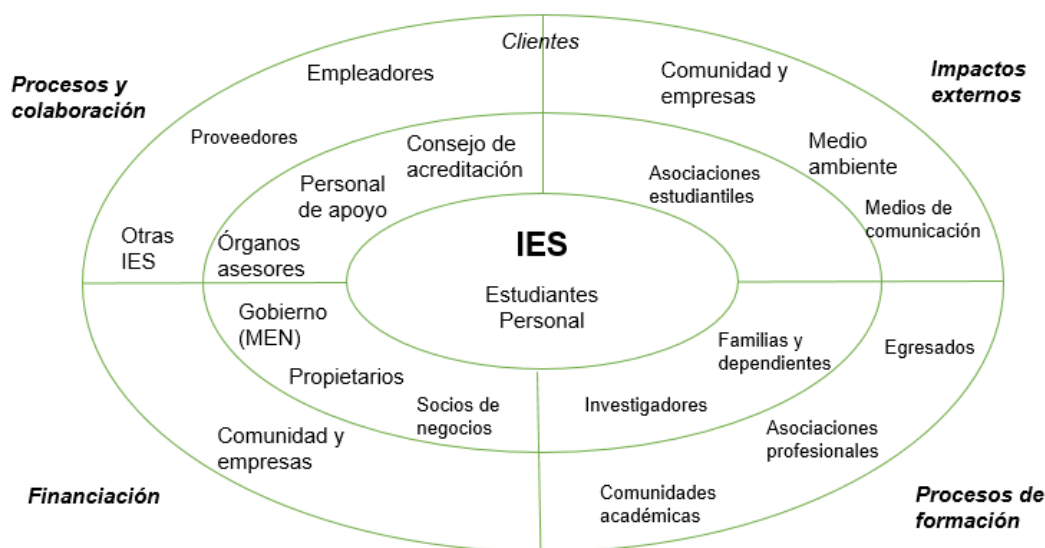 Clientes
Procesos y
colaboración
Empleadores
Comunidad y
empresas
Impactos
externos
Proveedores
Consejo de
acreditación
Medio
ambiente
Personal
de apoyo
Asociaciones
estudiantiles
Medios de
comunicación
Otras
IES
Órganos
asesores
IES
Estudiantes
Personal
Gobierno
(MEN)
Familias y
dependientes
Egresados
Propietarios
Socios de
negocios
Investigadores
Comunidad y
empresas
Asociaciones
profesionales
Financiación
Comunidades
académicas
Procesos de
formación